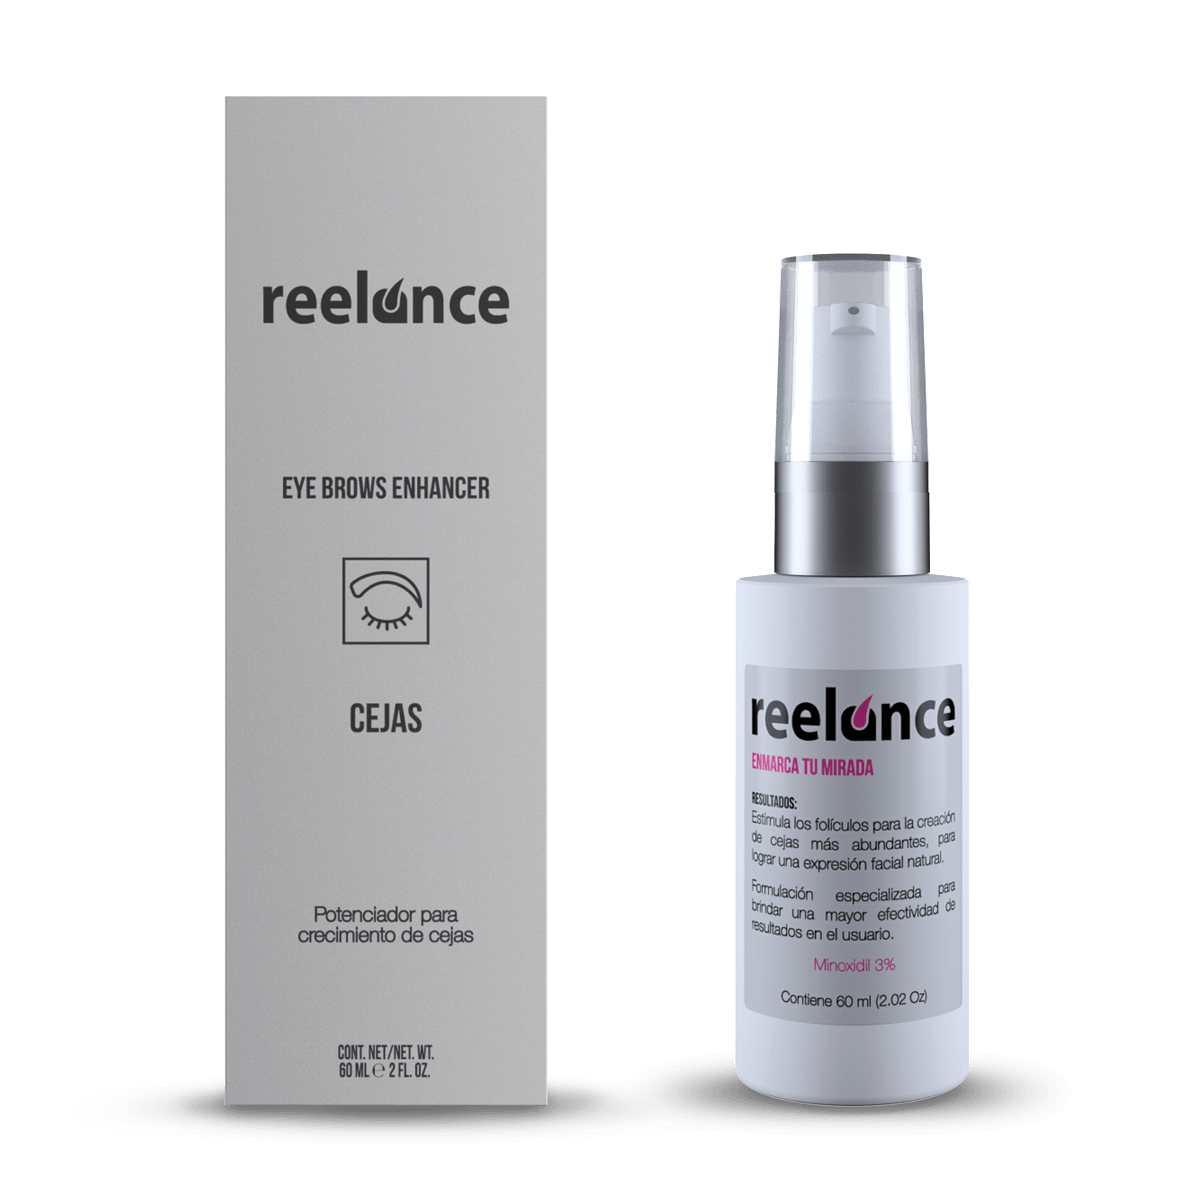 reelance
EYE BROWS ENHANCER
CEJAS
Potenciador para
crecimiento de cejas
CONT. NET/NET. WT.
60 ML ℮ 2 FL. OZ.
reelance
ENMARCA TU MIRADA
RESULTADOS:
Estimula los folículos para la creación
de cejas más abundantes, para
lograr una expresión facial natural.
Formulación especializada para
brindar una mayor efectividad de
resultados en el usuario.
Minoxidil 3%
Contiene 60 ml (2.02 Oz)